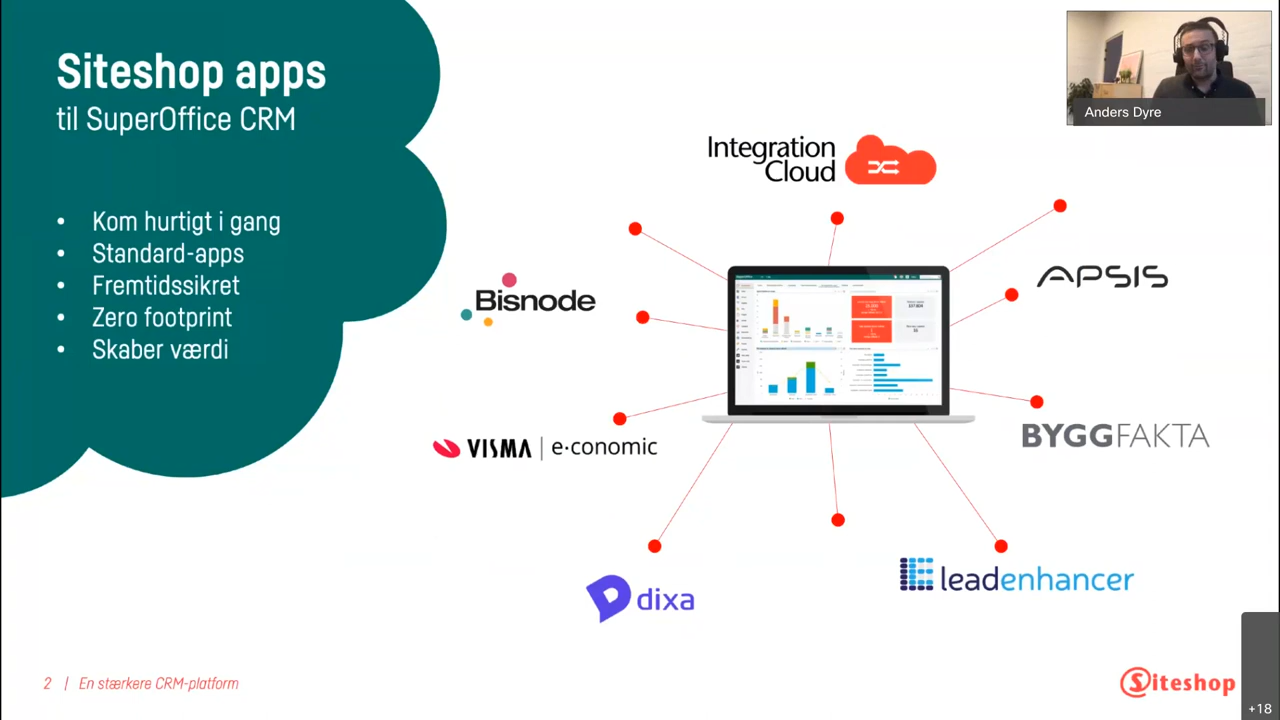 Siteshop apps
til SuperOffice CRM
• Kom hurtigt i gang
• Standard-apps
• Fremtidssikret
• Zero footprint
• Skaber værdi
Anders Dyre
Integration
Cloud
APSIS
Bisnode
BYGGFAKTA
VISMA | e·conomic
leadenhancer
dixa
2 | En stærkere CRM-platform
Siteshop
+18